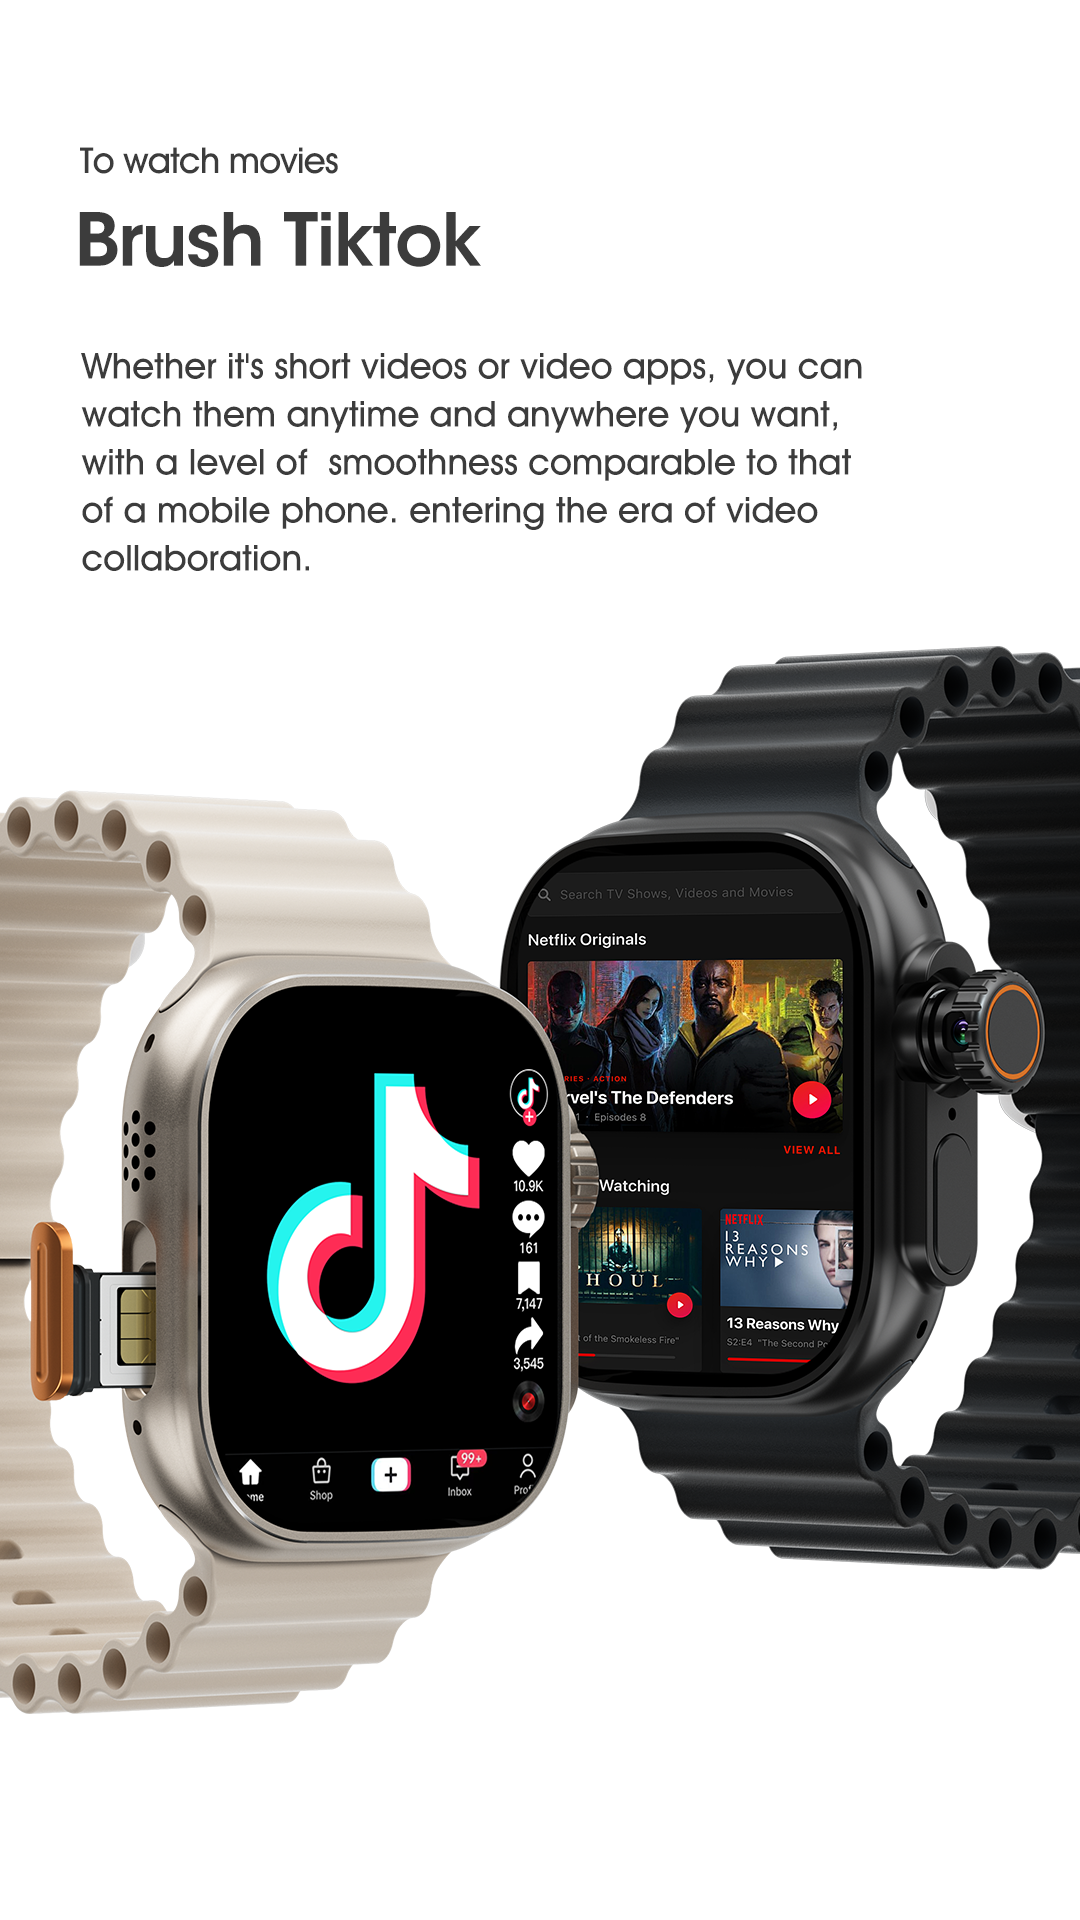 To watch movies
Brush Tiktok
Whether it's short videos or video apps, you can
watch them anytime and anywhere you want,
with a level of  smoothness comparable to that
of a mobile phone. entering the era of video
collaboration.
Search TV Shows, Videos and Movies
Netflix Originals
RIES · ACTION
rvel's The Defenders
1 · Episodes 8
VIEW ALL
Watching
HOUL
t of the Smokeless Fire"
NETFLIX
13
REASONS
WHY
13 Reasons Why
S2:E4 "The Second Po
10.9K
161
7,147
3,545
99+
me
Shop
Inbox
Prof